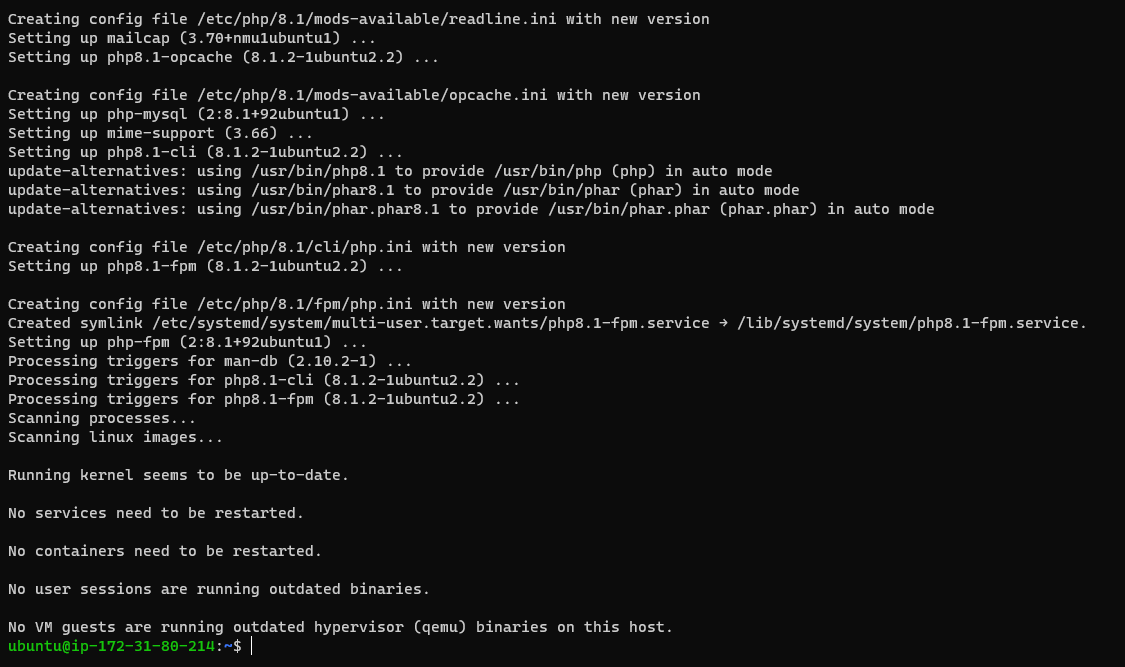 Creating config file /etc/php/8.1/mods-available/readline.ini with new version
Setting up mailcap (3.70+nmu1ubuntu1) ...
Setting up php8.1-opcache (8.1.2-1ubuntu2.2) ...
Creating config file /etc/php/8.1/mods-available/opcache.ini with new version
Setting up php-mysql (2:8.1+92ubuntu1) ...
Setting up mime-support (3.66) ...
Setting up php8.1-cli (8.1.2-1ubuntu2.2) ...
update-alternatives: using /usr/bin/php8.1 to provide /usr/bin/php (php) in auto mode
update-alternatives: using /usr/bin/phar8.1 to provide /usr/bin/phar (phar) in auto mode
update-alternatives: using /usr/bin/phar.phar8.1 to provide /usr/bin/phar.phar (phar.phar) in auto mode
Creating config file /etc/php/8.1/cli/php.ini with new version
Setting up php8.1-fpm (8.1.2-1ubuntu2.2) ...
Creating config file /etc/php/8.1/fpm/php.ini with new version
Created symlink /etc/systemd/system/multi-user.target.wants/php8.1-fpm.service → /lib/systemd/system/php8.1-fpm.service.
Setting up php-fpm (2:8.1+92ubuntu1) ...
Processing triggers for man-db (2.10.2-1) ...
Processing triggers for php8.1-cli (8.1.2-1ubuntu2.2) ...
Processing triggers for php8.1-fpm (8.1.2-1ubuntu2.2) ...
Scanning processes...
Scanning linux images...
Running kernel seems to be up-to-date.
No services need to be restarted.
No containers need to be restarted.
No user sessions are running outdated binaries.
No VM guests are running outdated hypervisor (qemu) binaries on this host.
ubuntu@ip-172-31-80-214:~$